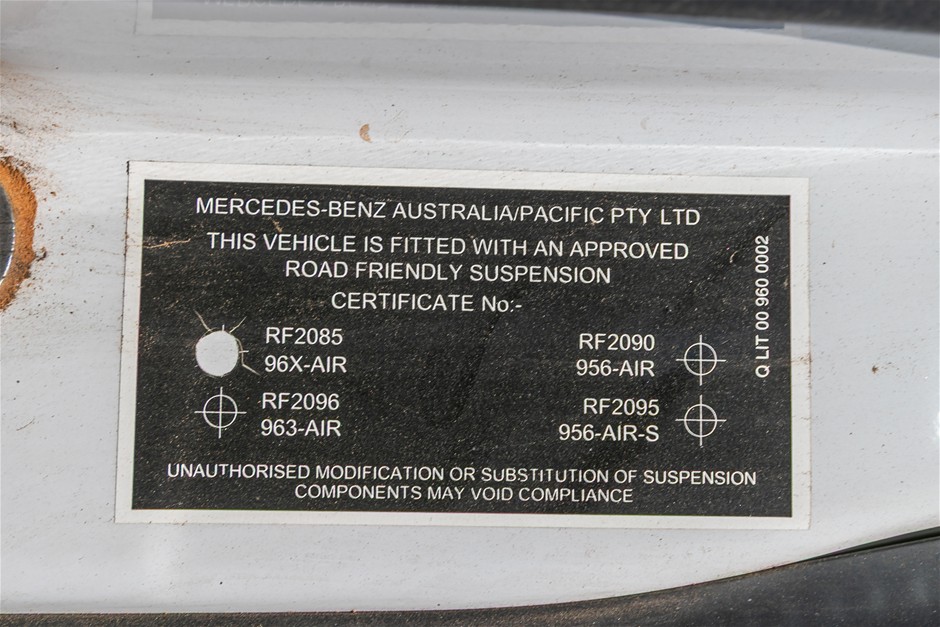 MERCEDES-BENZ AUSTRALIA/PACIFIC PTY LTD
THIS VEHICLE IS FITTED WITH AN APPROVED
ROAD FRIENDLY SUSPENSION
CERTIFICATE No:-
RF2085
96X-AIR
RF2096
963-AIR
RF2090
956-AIR
RF2095
956-AIR-S
UNAUTHORISED MODIFICATION OR SUBSTITUTION OF SUSPENSION
COMPONENTS MAY VOID COMPLIANCE
Q LIT 00 960 0002